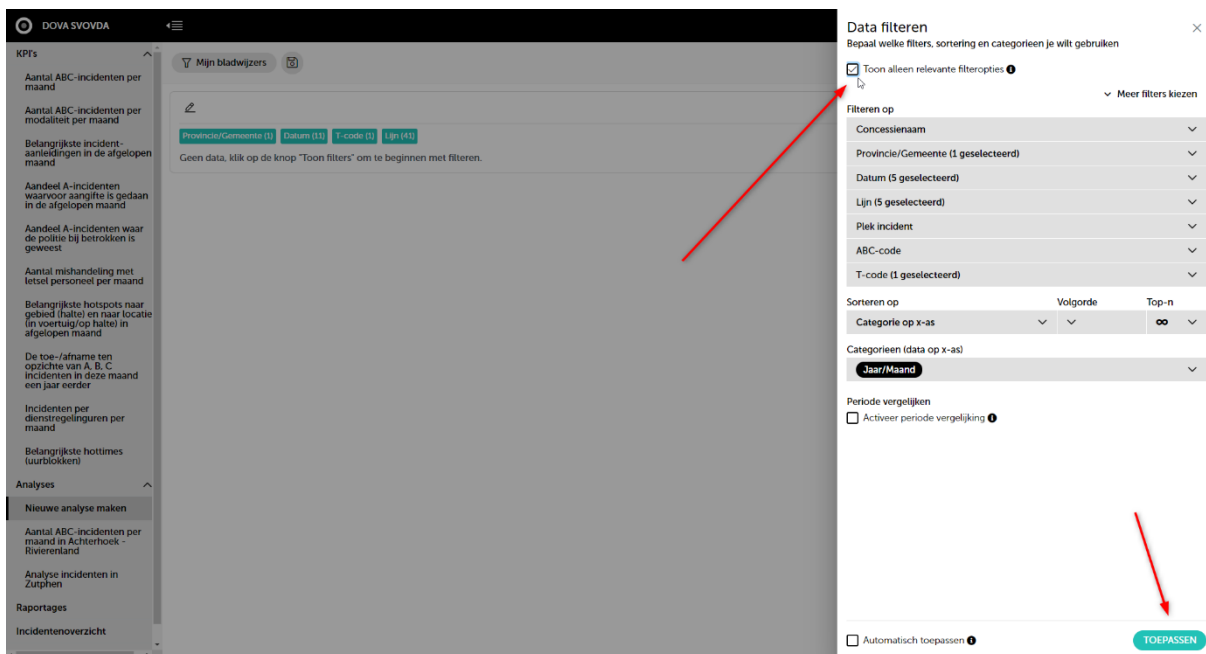 DOVA SVOVDA
KPI's
Aantal ABC-incidenten per
maand
Aantal ABC-incidenten per
modaliteit per maand
Belangrijkste incident-
aanleidingen in de afgelopen
maand
Aandeel A-incidenten
waarvoor aangifte is gedaan
in de afgelopen maand
Aandeel A-incidenten waar
de politie bij betrokken is
geweest
Aantal mishandeling met
letsel personeel per maand
Belangrijkste hotspots naar
gebied (halte) en naar locatie
(in voertuig/op halte) in
afgelopen maand
De toe-/afname ten
opzichte van A, B, C
incidenten in deze maand
een jaar eerder
Incidenten per
dienstregelinguren per
maand
Belangrijkste hottimes
(uurblokken)
Analyses
Nieuwe analyse maken
Aantal ABC-incidenten per
maand in Achterhoek -
Rivierenland
Analyse incidenten in
Zutphen
Raportages
Incidentenoverzicht
Mijn bladwijzers
Provincie/Gemeente (1) Datum (11) T-code (1) Lijn (41)
Geen data, klik op de knop "Toon filters" om te beginnen met filteren.
Data filteren
Bepaal welke filters, sortering en categorieen je wilt gebruiken
Toon alleen relevante filteropties
Meer filters kiezen
Filteren op
Concessienaam
Provincie/Gemeente (1 geselecteerd)
Datum (5 geselecteerd)
Lijn (5 geselecteerd)
Plek incident
ABC-code
T-code (1 geselecteerd)
Sorteren op Volgorde Top-n
Categorie op x-as ∞
Categorieen (data op x-as)
Jaar/Maand
Periode vergelijken
Activeer periode vergelijking
Automatisch toepassen
TOEPASSEN